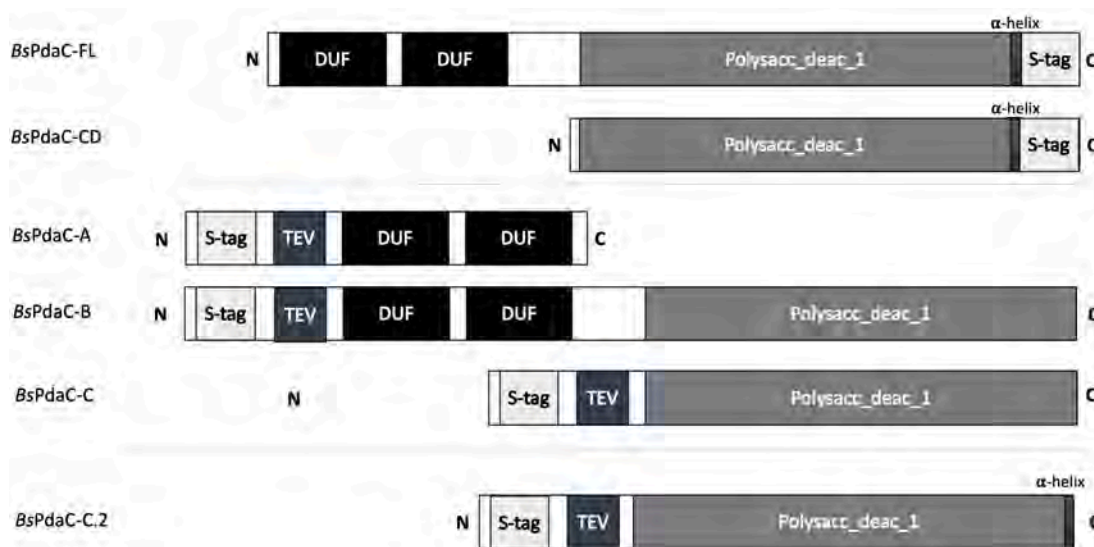 α-helix
BsPdaC-FL N DUF DUF Polysacc_deac_1 S-tag C
α-helix
BsPdaC-CD N Polysacc_deac_1 S-tag C
BsPdaC-A N S-tag TEV DUF DUF C
BsPdaC-B N S-tag TEV DUF DUF Polysacc_deac_1
BsPdaC-C N S-tag TEV Polysacc_deac_1 C
α-helix
BsPdaC-C.2 N S-tag TEV Polysacc_deac_1 C